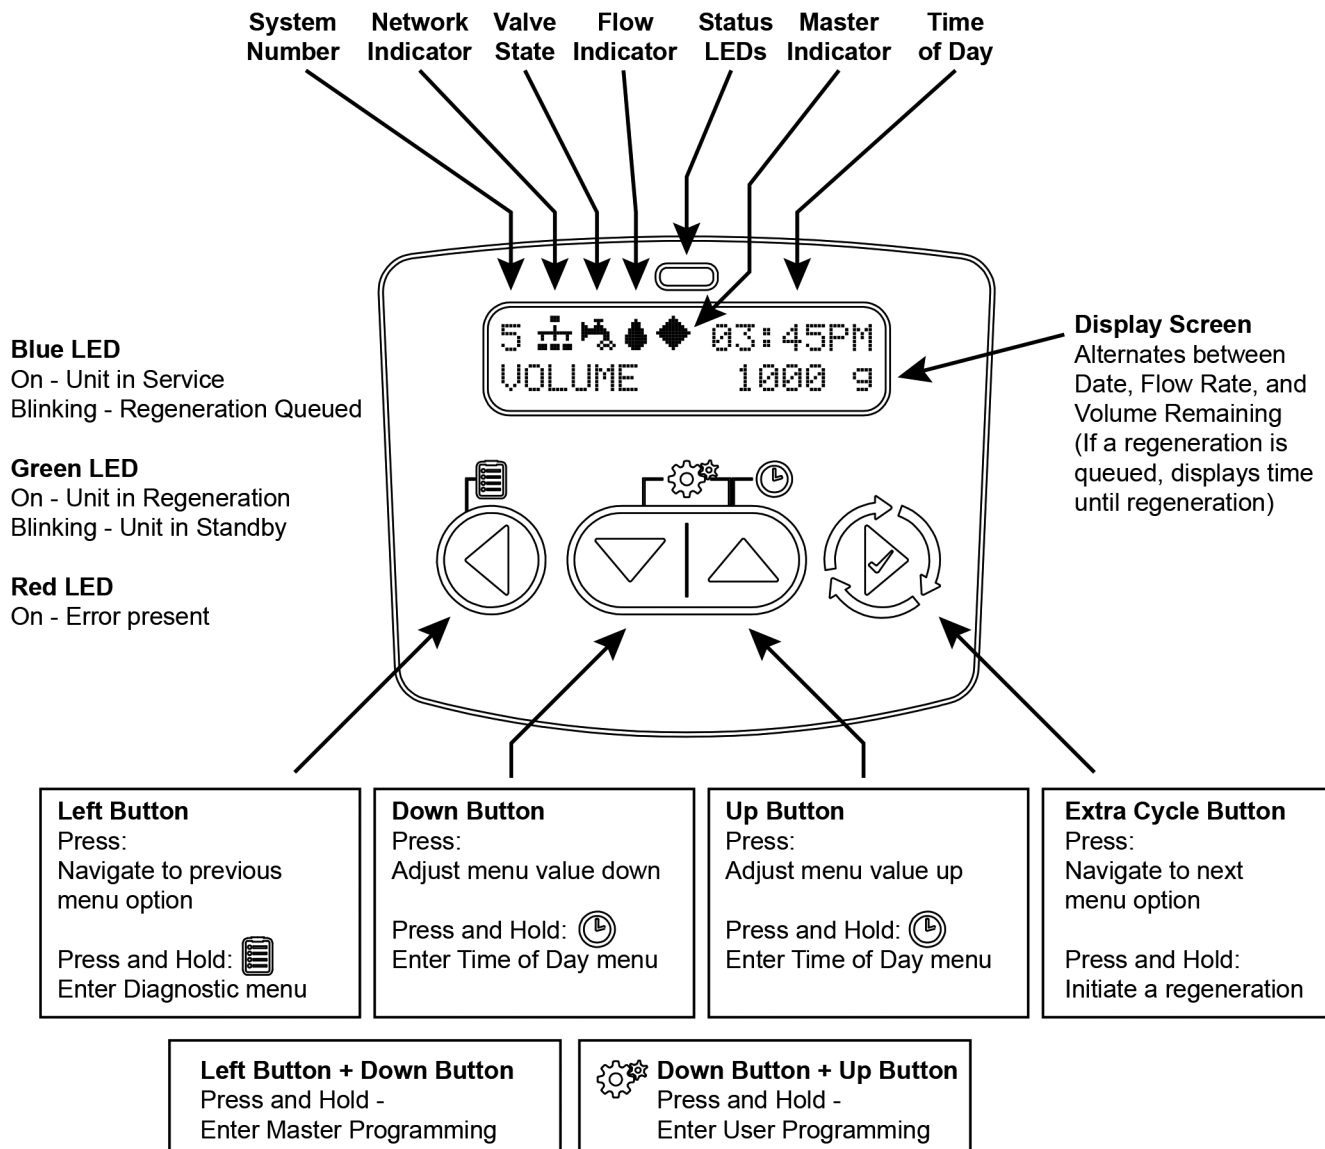 System Number
Network Indicator
Valve State
Flow Indicator
Status LEDs
Master Indicator
Time of Day
5 03:45PM
VOLUME 1000 g
Blue LED
On - Unit in Service
Blinking - Regeneration Queued
Green LED
On - Unit in Regeneration
Blinking - Unit in Standby
Red LED
On - Error present
Display Screen
Alternates between
Date, Flow Rate, and
Volume Remaining
(If a regeneration is
queued, displays time
until regeneration)
Left Button
Press:
Navigate to previous
menu option
Press and Hold:
Enter Diagnostic menu
Down Button
Press:
Adjust menu value down
Press and Hold:
Enter Time of Day menu
Up Button
Press:
Adjust menu value up
Press and Hold:
Enter Time of Day menu
Extra Cycle Button
Press:
Navigate to next
menu option
Press and Hold:
Initiate a regeneration
Left Button + Down Button
Press and Hold -
Enter Master Programming
Down Button + Up Button
Press and Hold -
Enter User Programming